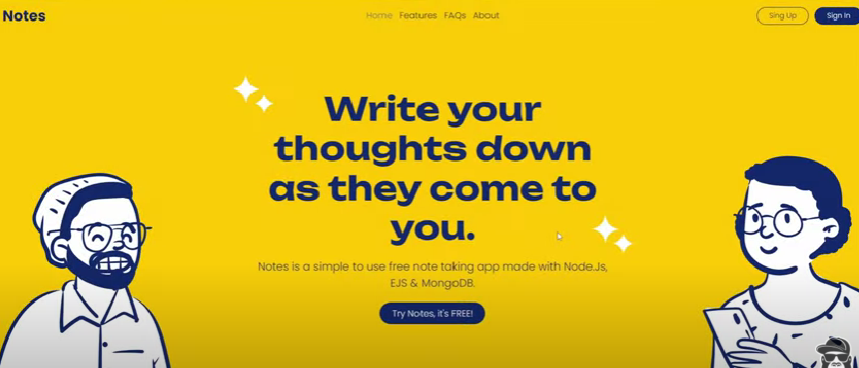 Notes
Home Features FAQs About
Sing Up
Sign In
Write your
thoughts down
as they come to
you.
Notes is a simple to use free note taking app made with Node.Js,
EJS & MongoDB.
Try Notes, it's FREE!